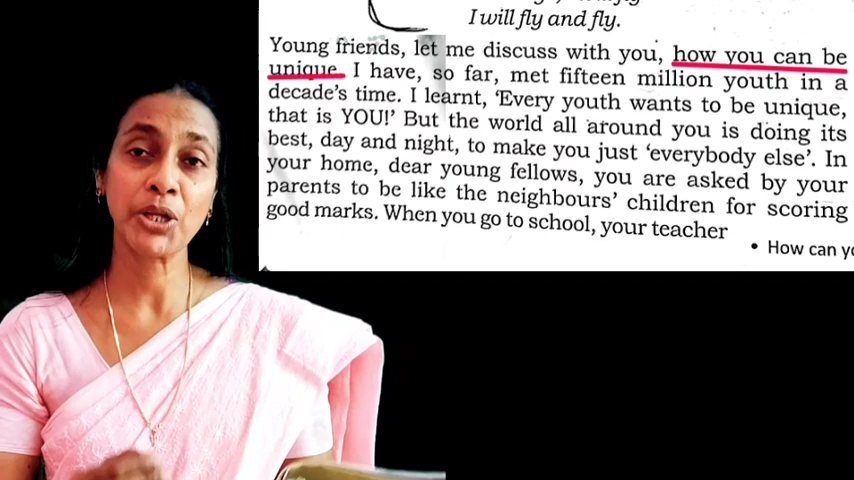 I will fly and fly.
Young friends, let me discuss with you, how you can be
unique. I have, so far, met fifteen million youth in a
decade's time. I learnt, 'Every youth wants to be unique,
that is YOU!' But the world all around you is doing its
best, day and night, to make you just 'everybody else'. In
your home, dear young fellows, you are asked by your
parents to be like the neighbours' children for scoring
good marks. When you go to school, your teacher
• How can